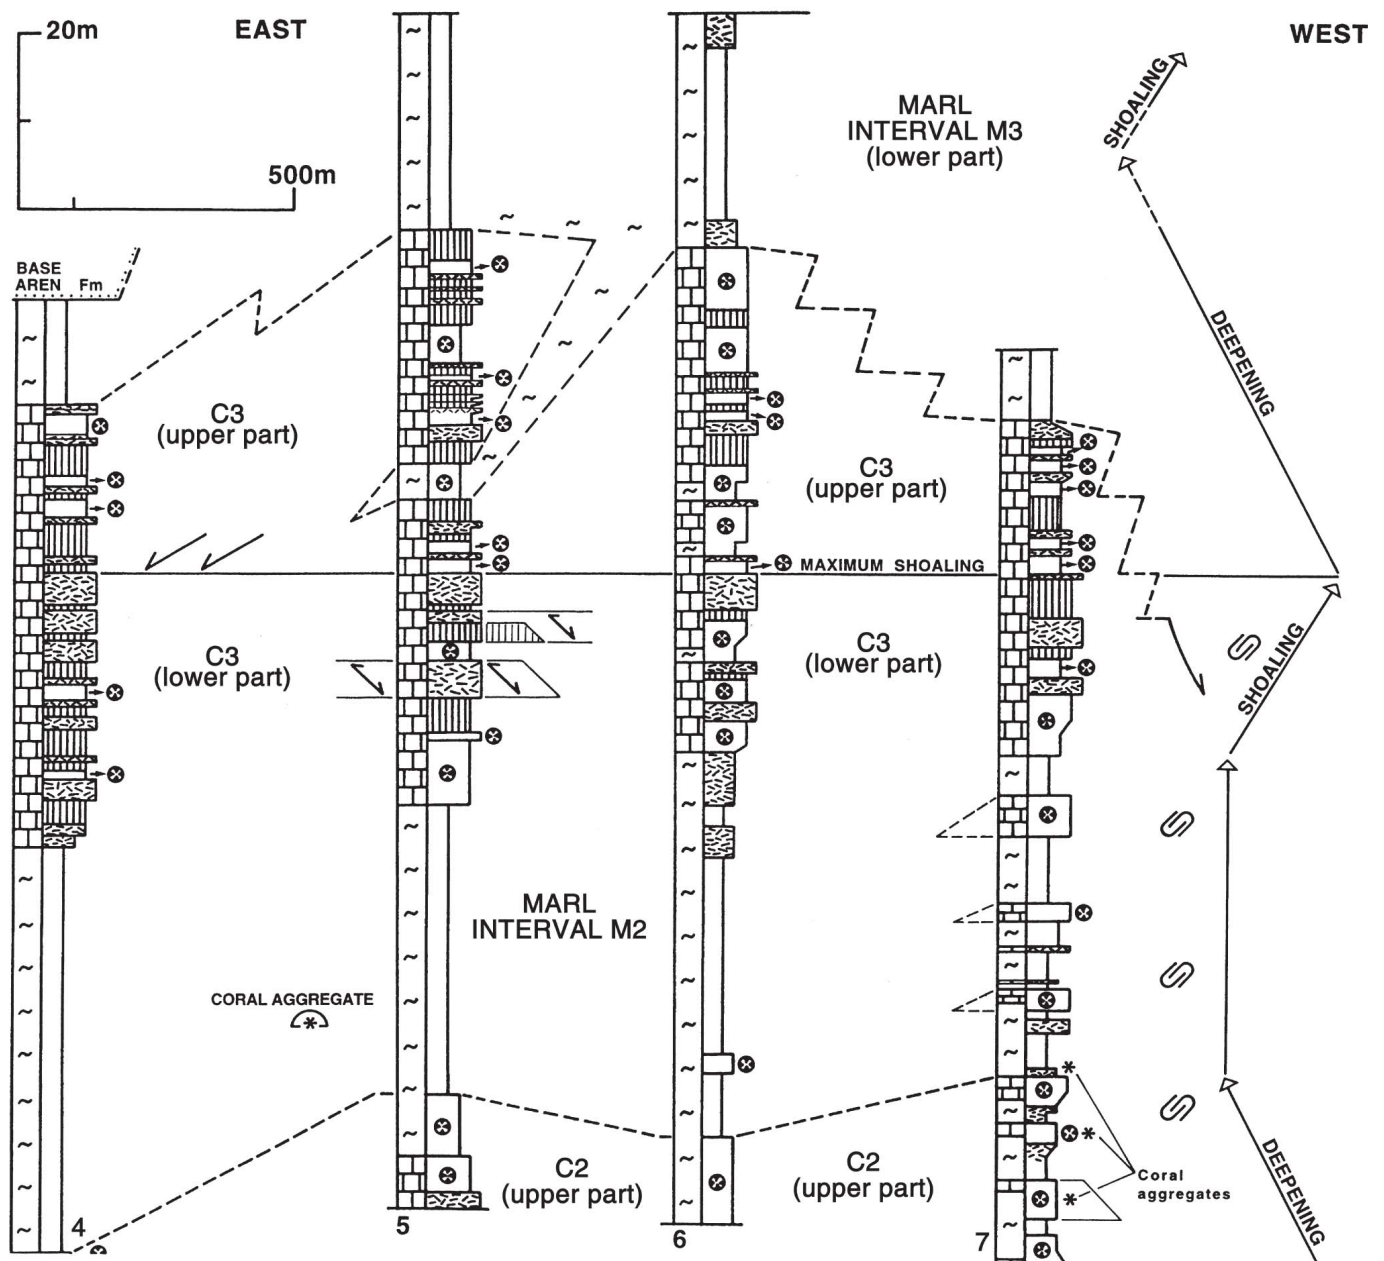 20m
EAST
WEST
500m
MARL
INTERVAL M3
(lower part)
SHOALING
DEEPENING
BASE
AREN Fm
C3
(upper part)
C3
(upper part)
MAXIMUM SHOALING
C3
(lower part)
C3
(lower part)
SHOALING
MARL
INTERVAL M2
CORAL AGGREGATE
C2
(upper part)
C2
(upper part)
Coral
aggregates
DEEPENING
4
5
6
7